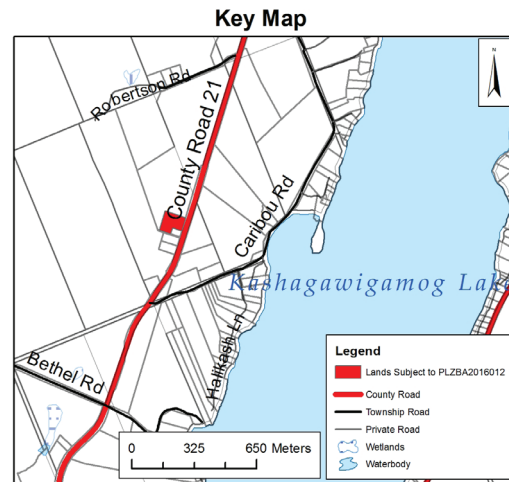 Key Map
N
Robertson Rd
County Road 21
Caribou Rd
Kashagawigamog Lake
Halikash Ln
Bethel Rd
Legend
Lands Subject to PLZBA2016012
County Road
Township Road
Private Road
Wetlands
Waterbody
0 325 650 Meters